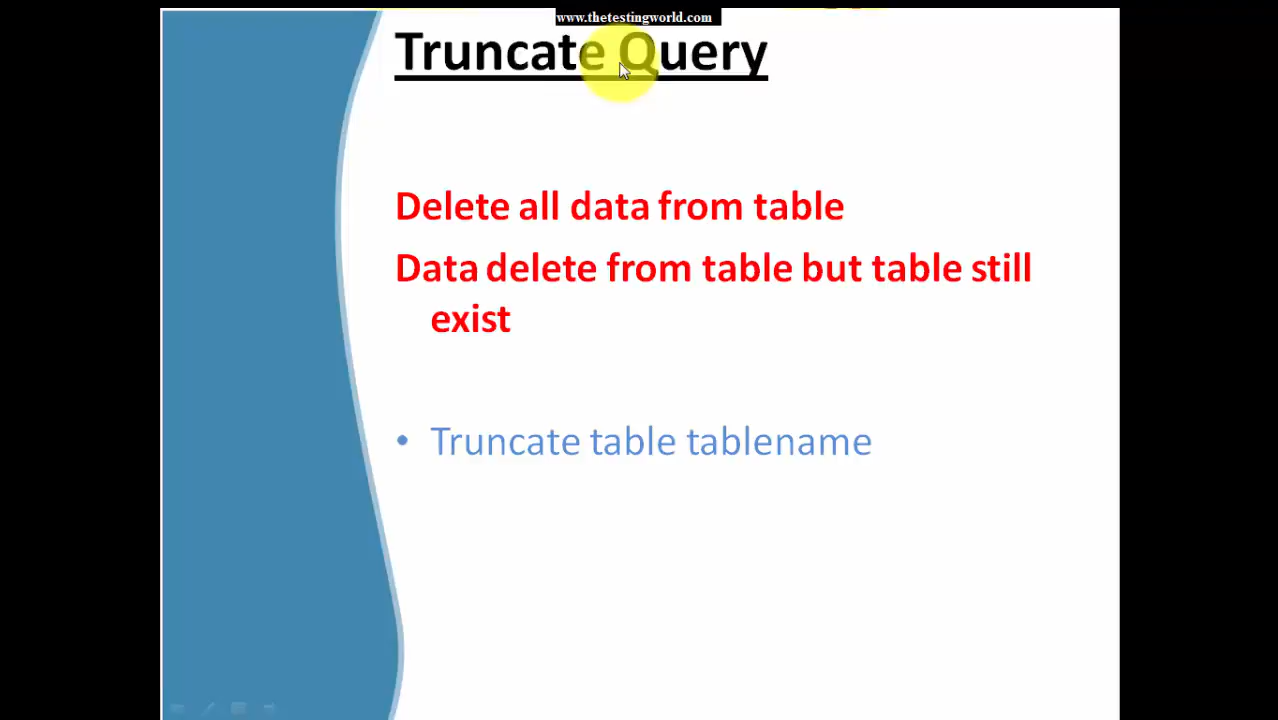 www.thetestingworld.com
Truncate Query
Delete all data from table
Data delete from table but table still
exist
• Truncate table tablename